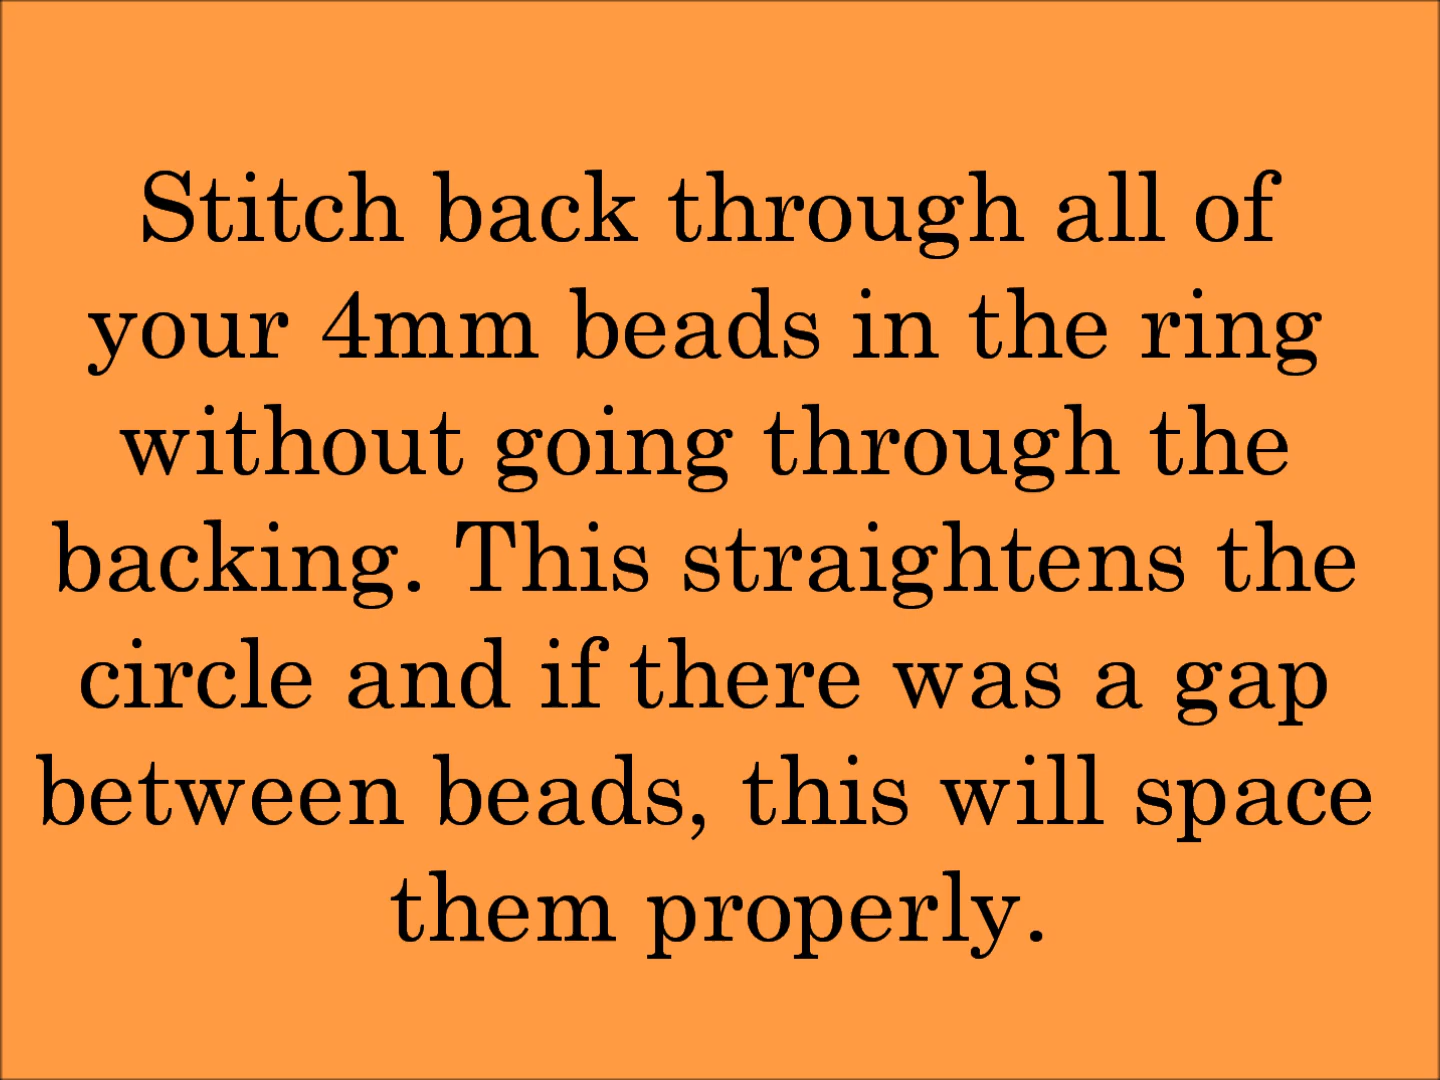 Stitch back through all of
your 4mm beads in the ring
without going through the
backing. This straightens the
circle and if there was a gap
between beads, this will space
them properly.